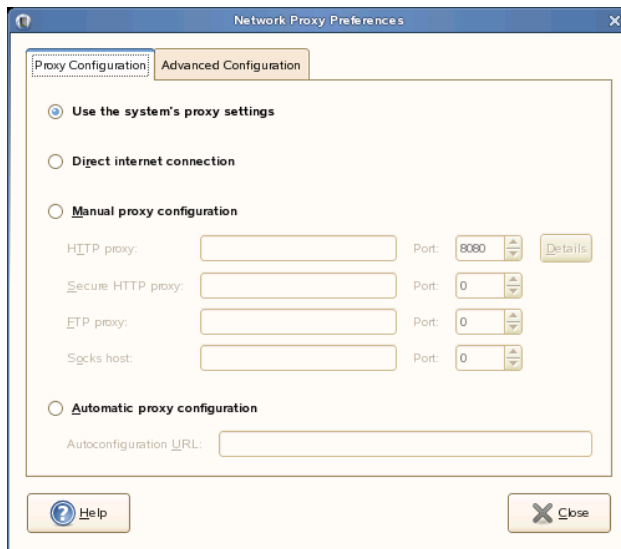 Network Proxy Preferences
Proxy Configuration Advanced Configuration
Use the system's proxy settings
Direct internet connection
Manual proxy configuration
HTTP proxy: Port: 8080 Details
Secure HTTP proxy: Port: 0
FTP proxy: Port: 0
Socks host: Port: 0
Automatic proxy configuration
Autoconfiguration URL:
Help Close